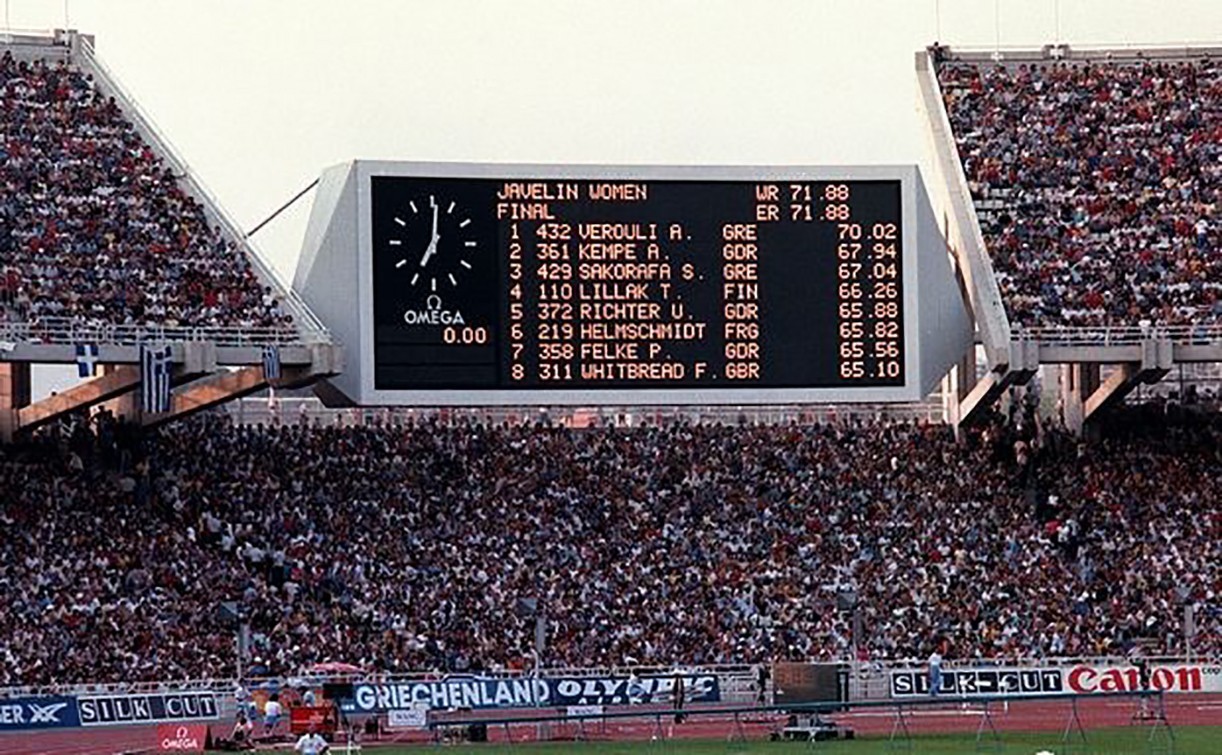 JAVELIN WOMEN WR 71.88
FINAL ER 71.88
1 432 VEROULI A. GRE 70.02
2 361 KEMPE A. GDR 67.94
3 429 SAKORAFA S. GRE 67.04
4 110 LILLAK T. FIN 66.26
5 372 RICHTER U. GDR 65.88
6 219 HELMSCHMIDT FRG 65.82
7 358 FELKE P. GDR 65.56
8 311 WHITBREAD F. GBR 65.10
Ω
OMEGA
0.00
SILK CUT
...GRIECHENLAND OLYMPIC
SILK CUT
Canon
Ω
OMEGA